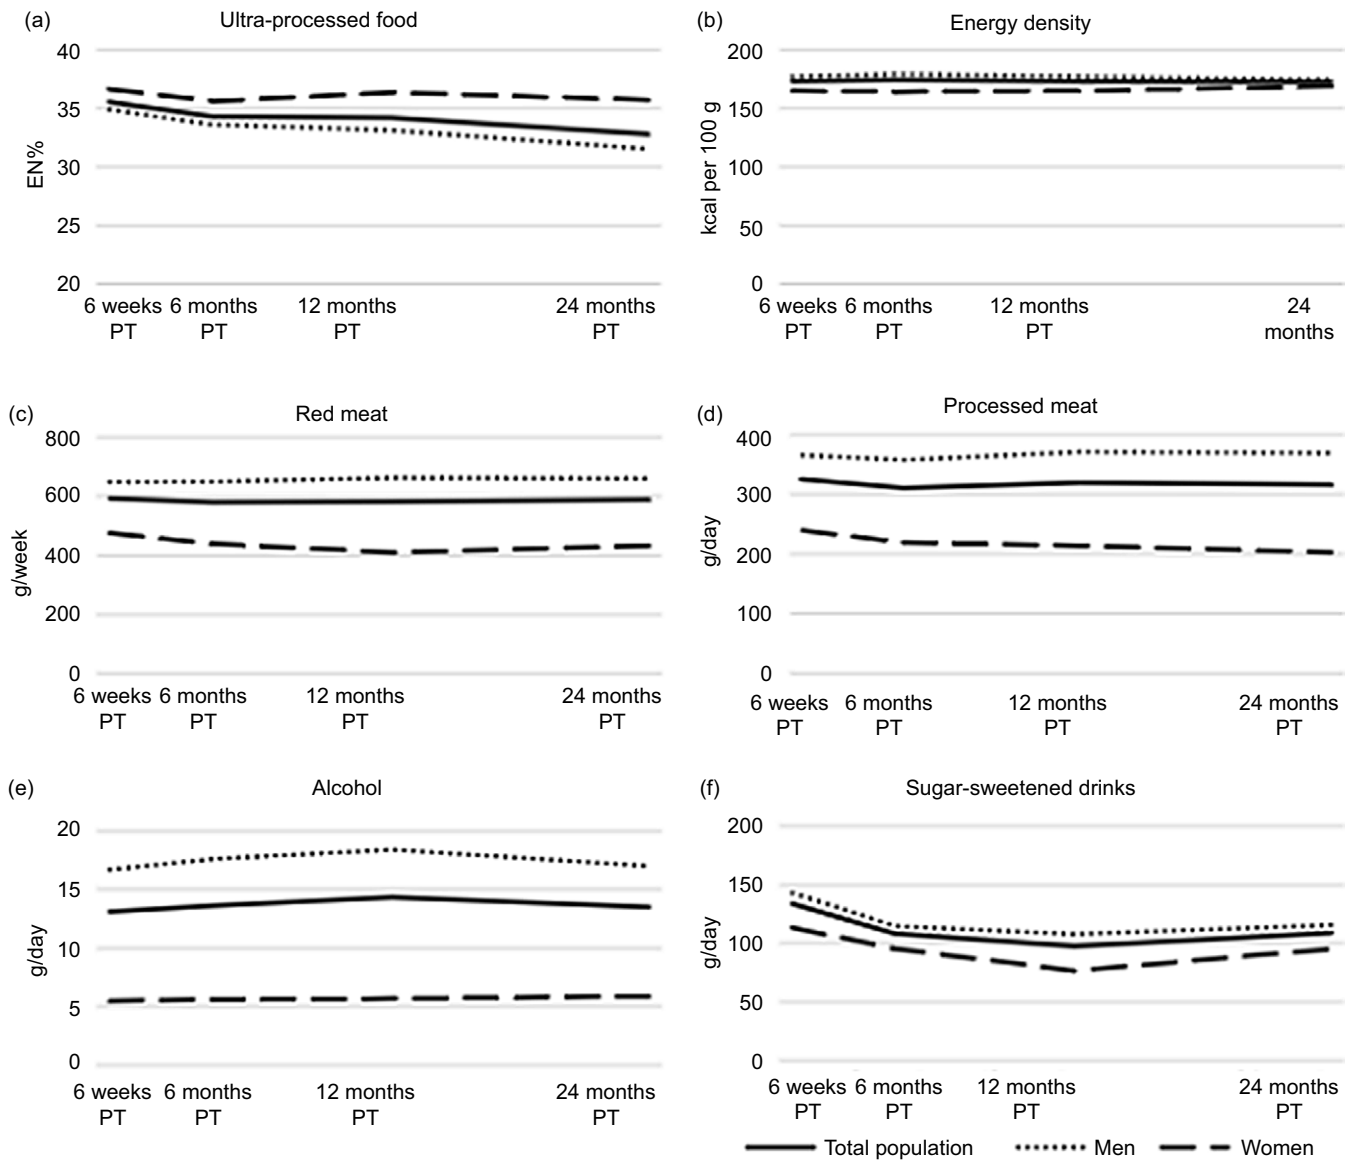 (a)
Ultra-processed food
40
35
30
25
20
EN%
6 weeks PT
6 months PT
12 months PT
24 months PT
(b)
Energy density
200
150
100
50
0
kcal per 100 g
6 weeks PT
6 months PT
12 months PT
24 months
(c)
Red meat
800
600
400
200
0
g/week
6 weeks PT
6 months PT
12 months PT
24 months PT
(d)
Processed meat
400
300
200
100
0
g/day
6 weeks PT
6 months PT
12 months PT
24 months PT
(e)
Alcohol
20
15
10
5
0
g/day
6 weeks PT
6 months PT
12 months PT
24 months PT
(f)
Sugar-sweetened drinks
200
150
100
50
0
g/day
6 weeks PT
6 months PT
12 months PT
24 months PT
Total population
Men
Women